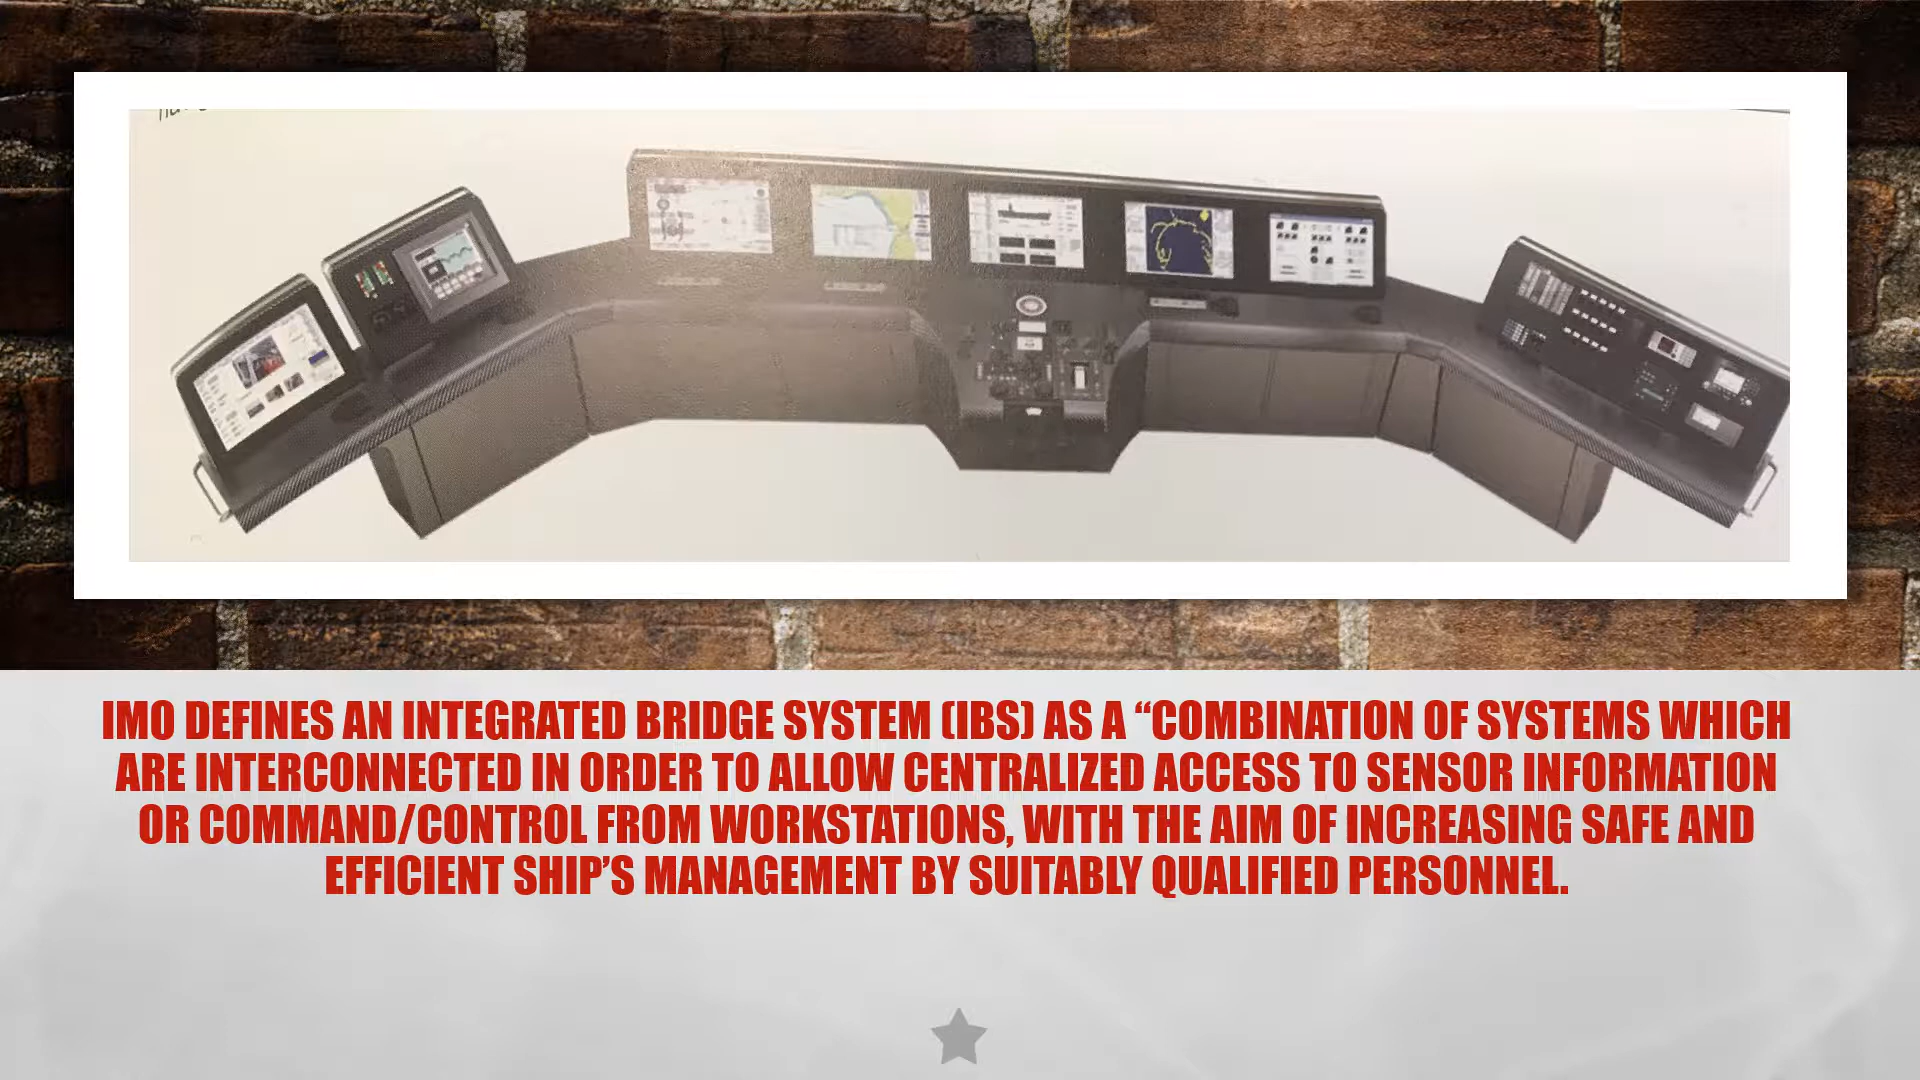 IMO DEFINES AN INTEGRATED BRIDGE SYSTEM (IBS) AS A “COMBINATION OF SYSTEMS WHICH
ARE INTERCONNECTED IN ORDER TO ALLOW CENTRALIZED ACCESS TO SENSOR INFORMATION
OR COMMAND/CONTROL FROM WORKSTATIONS, WITH THE AIM OF INCREASING SAFE AND
EFFICIENT SHIP’S MANAGEMENT BY SUITABLY QUALIFIED PERSONNEL.